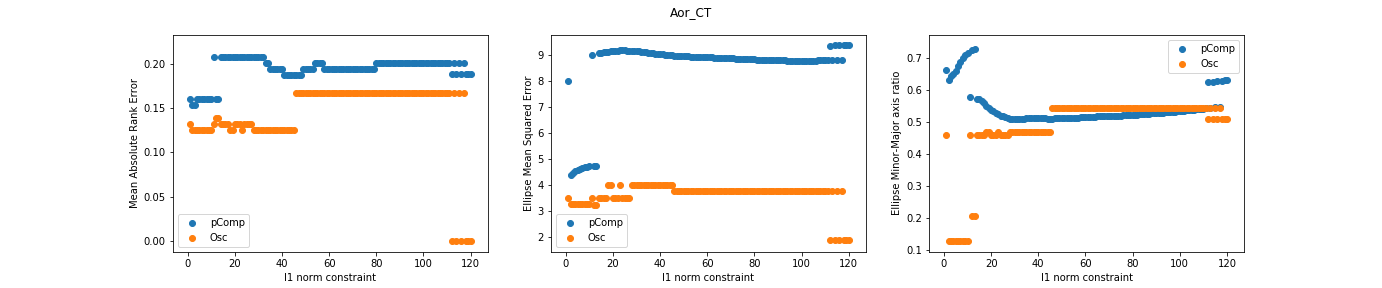 Aor_CT
Mean Absolute Rank Error
0.20
0.15
0.10
0.05
0.00
pComp
Osc
0 20 40 60 80 100 120
l1 norm constraint
Ellipse Mean Squared Error
9
8
7
6
5
4
3
2
pComp
Osc
0 20 40 60 80 100 120
l1 norm constraint
Ellipse Minor-Major axis ratio
0.7
0.6
0.5
0.4
0.3
0.2
0.1
pComp
Osc
0 20 40 60 80 100 120
l1 norm constraint